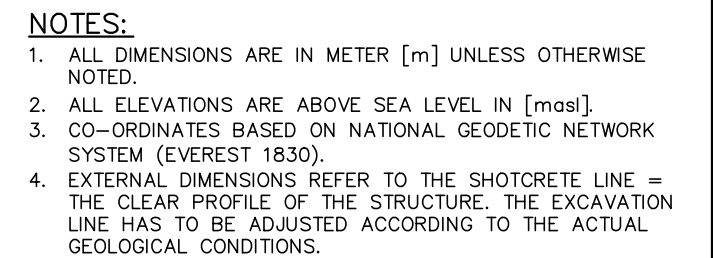 NOTES:
1. ALL DIMENSIONS ARE IN METER [m] UNLESS OTHERWISE
NOTED.
2. ALL ELEVATIONS ARE ABOVE SEA LEVEL IN [masl].
3. CO-ORDINATES BASED ON NATIONAL GEODETIC NETWORK
SYSTEM (EVEREST 1830).
4. EXTERNAL DIMENSIONS REFER TO THE SHOTCRETE LINE =
THE CLEAR PROFILE OF THE STRUCTURE. THE EXCAVATION
LINE HAS TO BE ADJUSTED ACCORDING TO THE ACTUAL
GEOLOGICAL CONDITIONS.